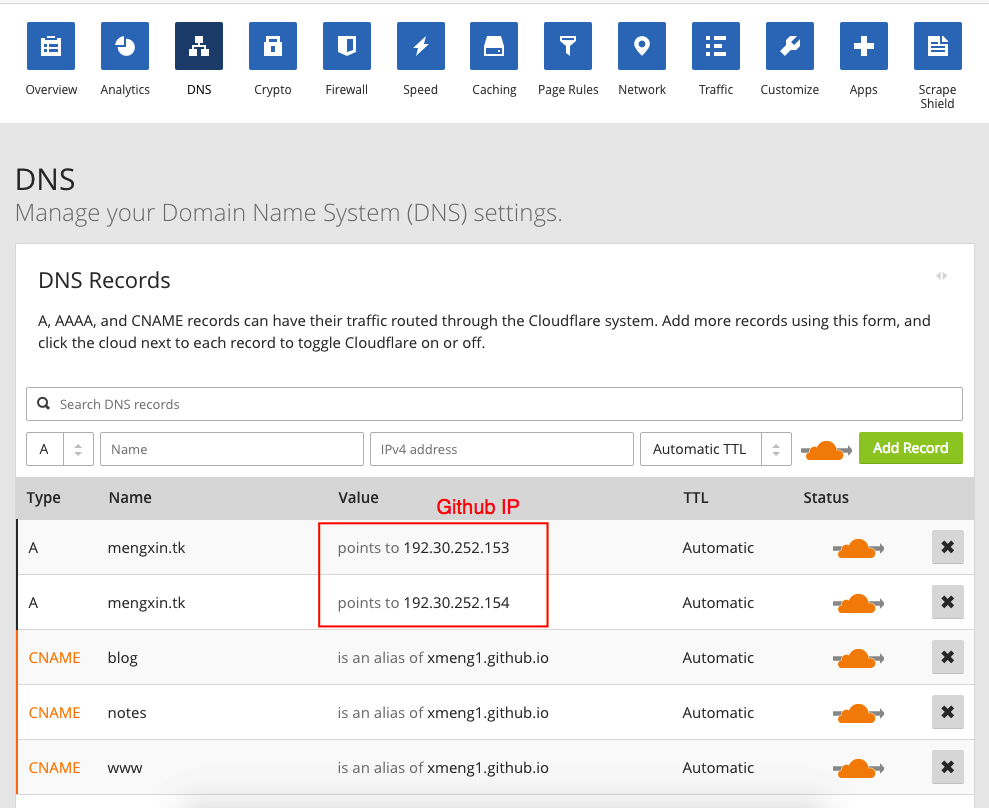 Overview Analytics DNS Crypto Firewall Speed Caching Page Rules Network Traffic Customize Apps Scrape
Shield
DNS
Manage your Domain Name System (DNS) settings.
DNS Records
A, AAAA, and CNAME records can have their traffic routed through the Cloudflare system. Add more records using this form, and
click the cloud next to each record to toggle Cloudflare on or off.
Search DNS records
A Name IPv4 address Automatic TTL Add Record
Type Name Value TTL Status
Github IP
A mengxin.tk points to 192.30.252.153 Automatic
A mengxin.tk points to 192.30.252.154 Automatic
CNAME blog is an alias of xmeng1.github.io Automatic
CNAME notes is an alias of xmeng1.github.io Automatic
CNAME www is an alias of xmeng1.github.io Automatic